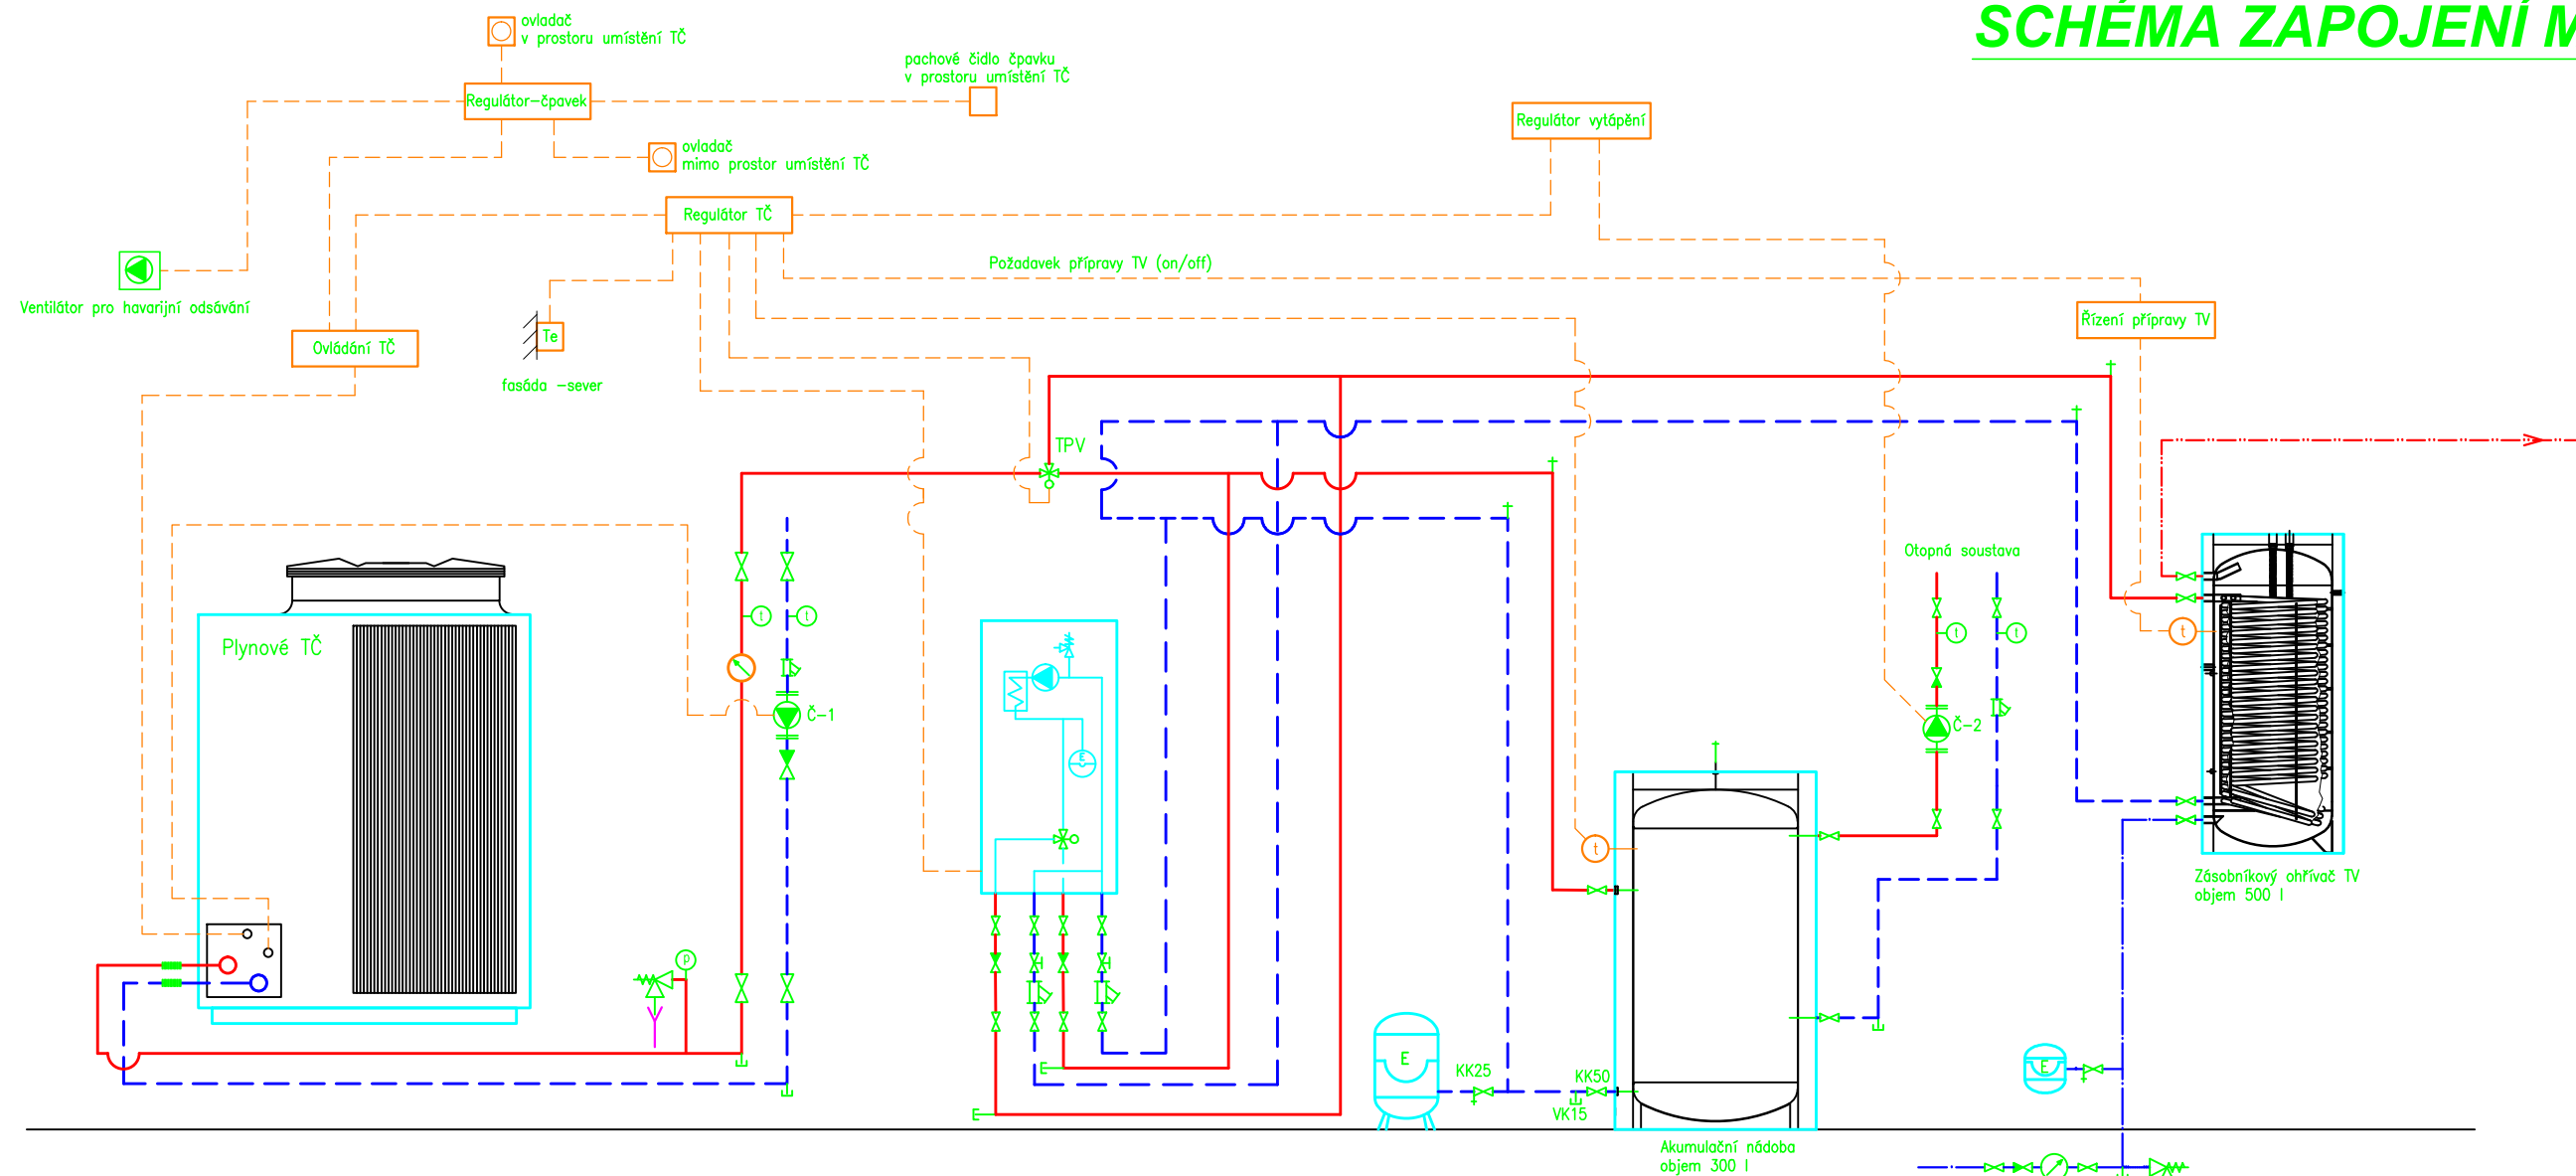 SCHÉMA ZAPOJENÍ
ovladač
v prostoru umístění TČ
pachové čidlo čpavku
v prostoru umístění TČ
Regulátor-čpavek
Regulátor vytápění
ovladač
mimo prostor umístění TČ
Regulátor TČ
Požadavek přípravy TV (on/off)
Ventilátor pro havarijní odsávání
Řízení přípravy TV
Te
Ovládání TČ
fasáda -sever
TPV
Otopná soustava
Plynové TČ
t
t
t
t
t
Č-1
Č-2
E
t
Zásobníkový ohřívač TV
objem 500 l
P
E
E
KK25
KK50
VK15
Akumulační nádoba
objem 300 l